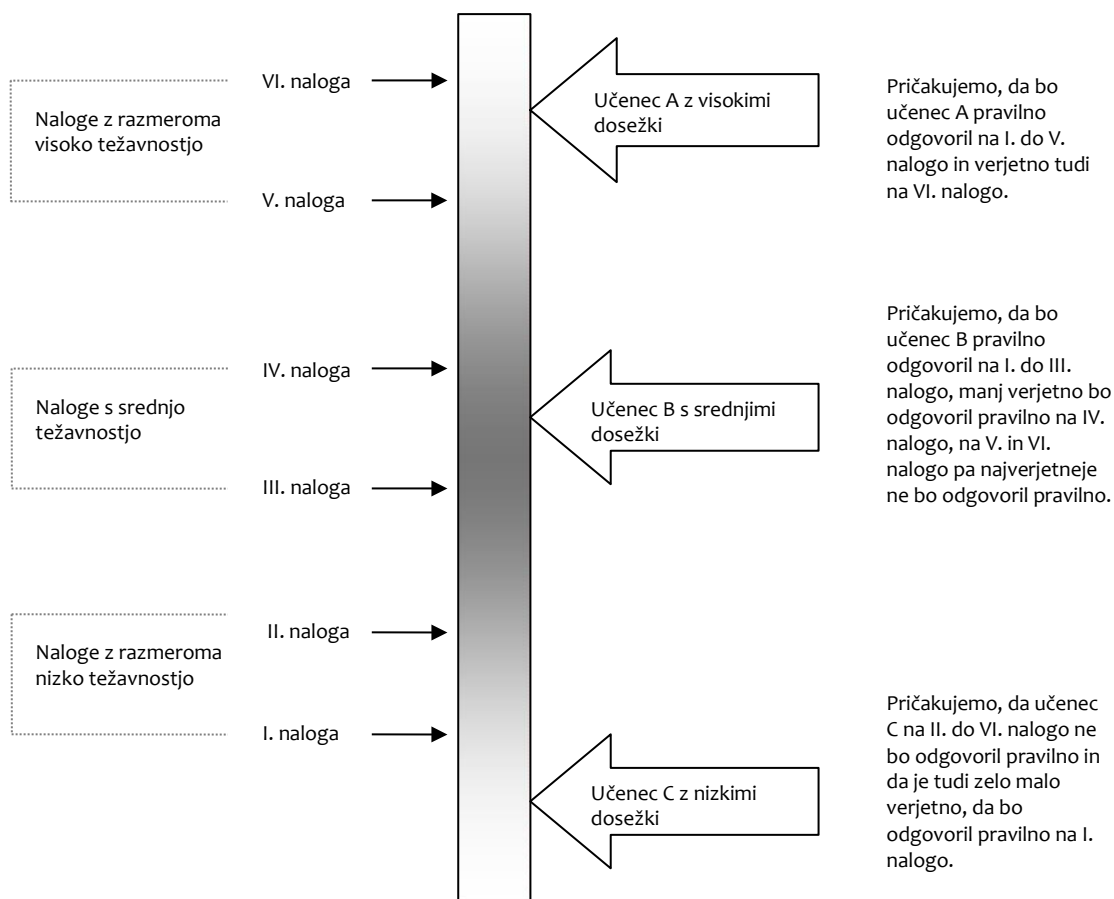 VI. naloga
Naloge z razmeroma
visoko težavnostjo
V. naloga
Učenec A z visokimi
dosežki
Pričakujemo, da bo
učenec A pravilno
odgovoril na I. do V.
nalogo in verjetno tudi
na VI. nalogo.
IV. naloga
Naloge s srednjo
težavnostjo
III. naloga
Učenec B s srednjimi
dosežki
Pričakujemo, da bo
učenec B pravilno
odgovoril na I. do III.
nalogo, manj verjetno bo
odgovoril pravilno na IV.
nalogo, na V. in VI.
nalogo pa najverjetneje
ne bo odgovoril pravilno.
II. naloga
Naloge z razmeroma
nizko težavnostjo
I. naloga
Učenec C z nizkimi
dosežki
Pričakujemo, da učenec
C na II. do VI. nalogo ne
bo odgovoril pravilno in
da je tudi zelo malo
verjetno, da bo
odgovoril pravilno na I.
nalogo.